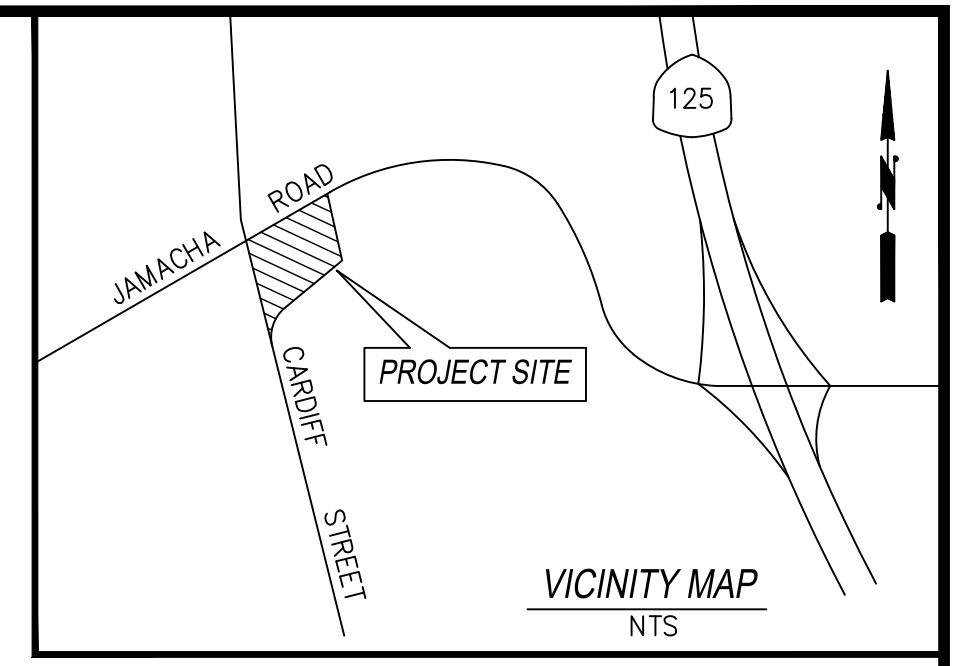 125
N
JAMACHA ROAD
PROJECT SITE
CARDIFF STREET
VICINITY MAP
NTS